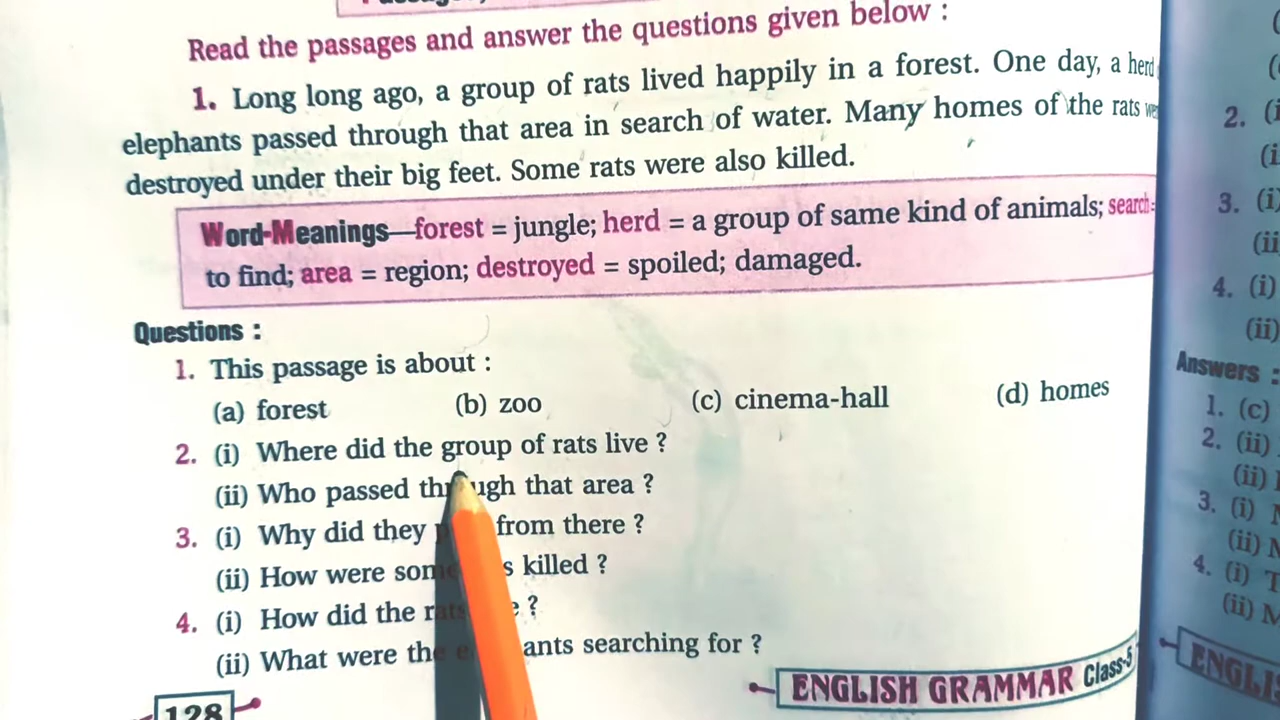 Read the passages and answer the questions given below :
1. Long long ago, a group of rats lived happily in a forest. One day, a herd
elephants passed through that area in search of water. Many homes of the rats
destroyed under their big feet. Some rats were also killed.
Word-Meanings—forest = jungle; herd = a group of same kind of animals; search =
to find; area = region; destroyed = spoiled; damaged.
Questions :
1. This passage is about :
(a) forest (b) zoo (c) cinema-hall (d) homes
2. (i) Where did the group of rats live ?
(ii) Who passed through that area ?
3. (i) Why did they from there ?
(ii) How were killed ?
4. (i) How did the ?
(ii) What were the searching for ?
128
ENGLISH GRAMMAR Class-5
2. (i
(i
3. (i)
(ii
4. (i)
(ii)
Answers :
1. (c)
2. (ii)
(ii)
3. (i)
(ii)
4. (i) T
(ii) M